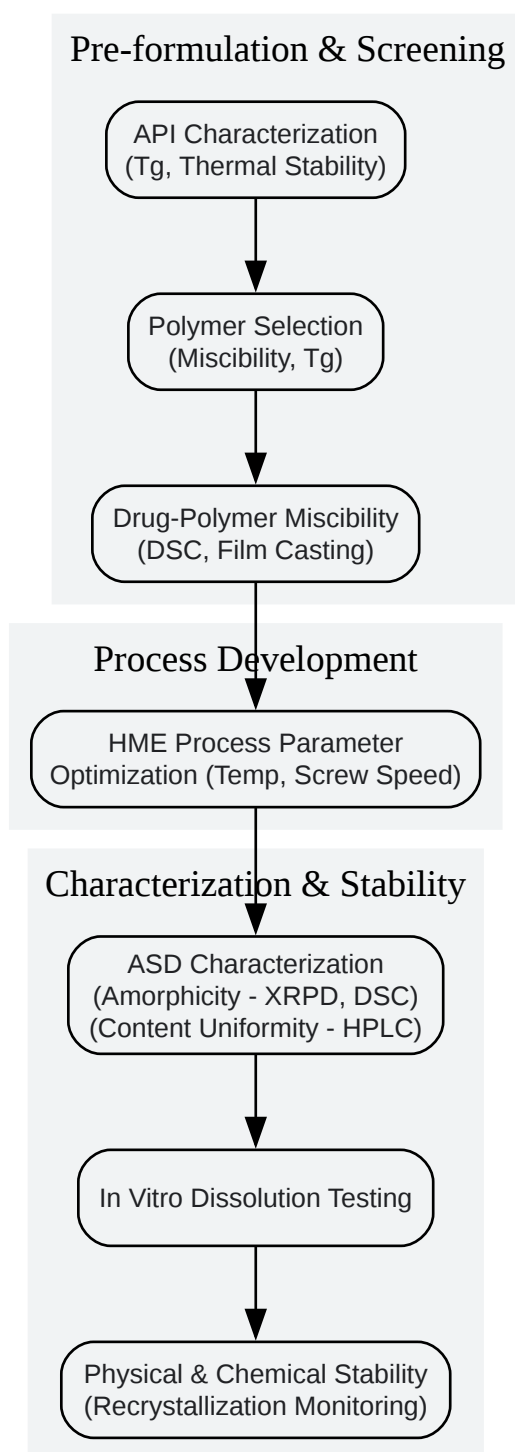 Pre-formulation & Screening
API Characterization
(Tg, Thermal Stability)
Polymer Selection
(Miscibility, Tg)
Drug-Polymer Miscibility
(DSC, Film Casting)
Process Development
HME Process Parameter
Optimization (Temp, Screw Speed)
Characterization & Stability
ASD Characterization
(Amorphicity - XRPD, DSC)
(Content Uniformity - HPLC)
In Vitro Dissolution Testing
Physical & Chemical Stability
(Recrystallization Monitoring)